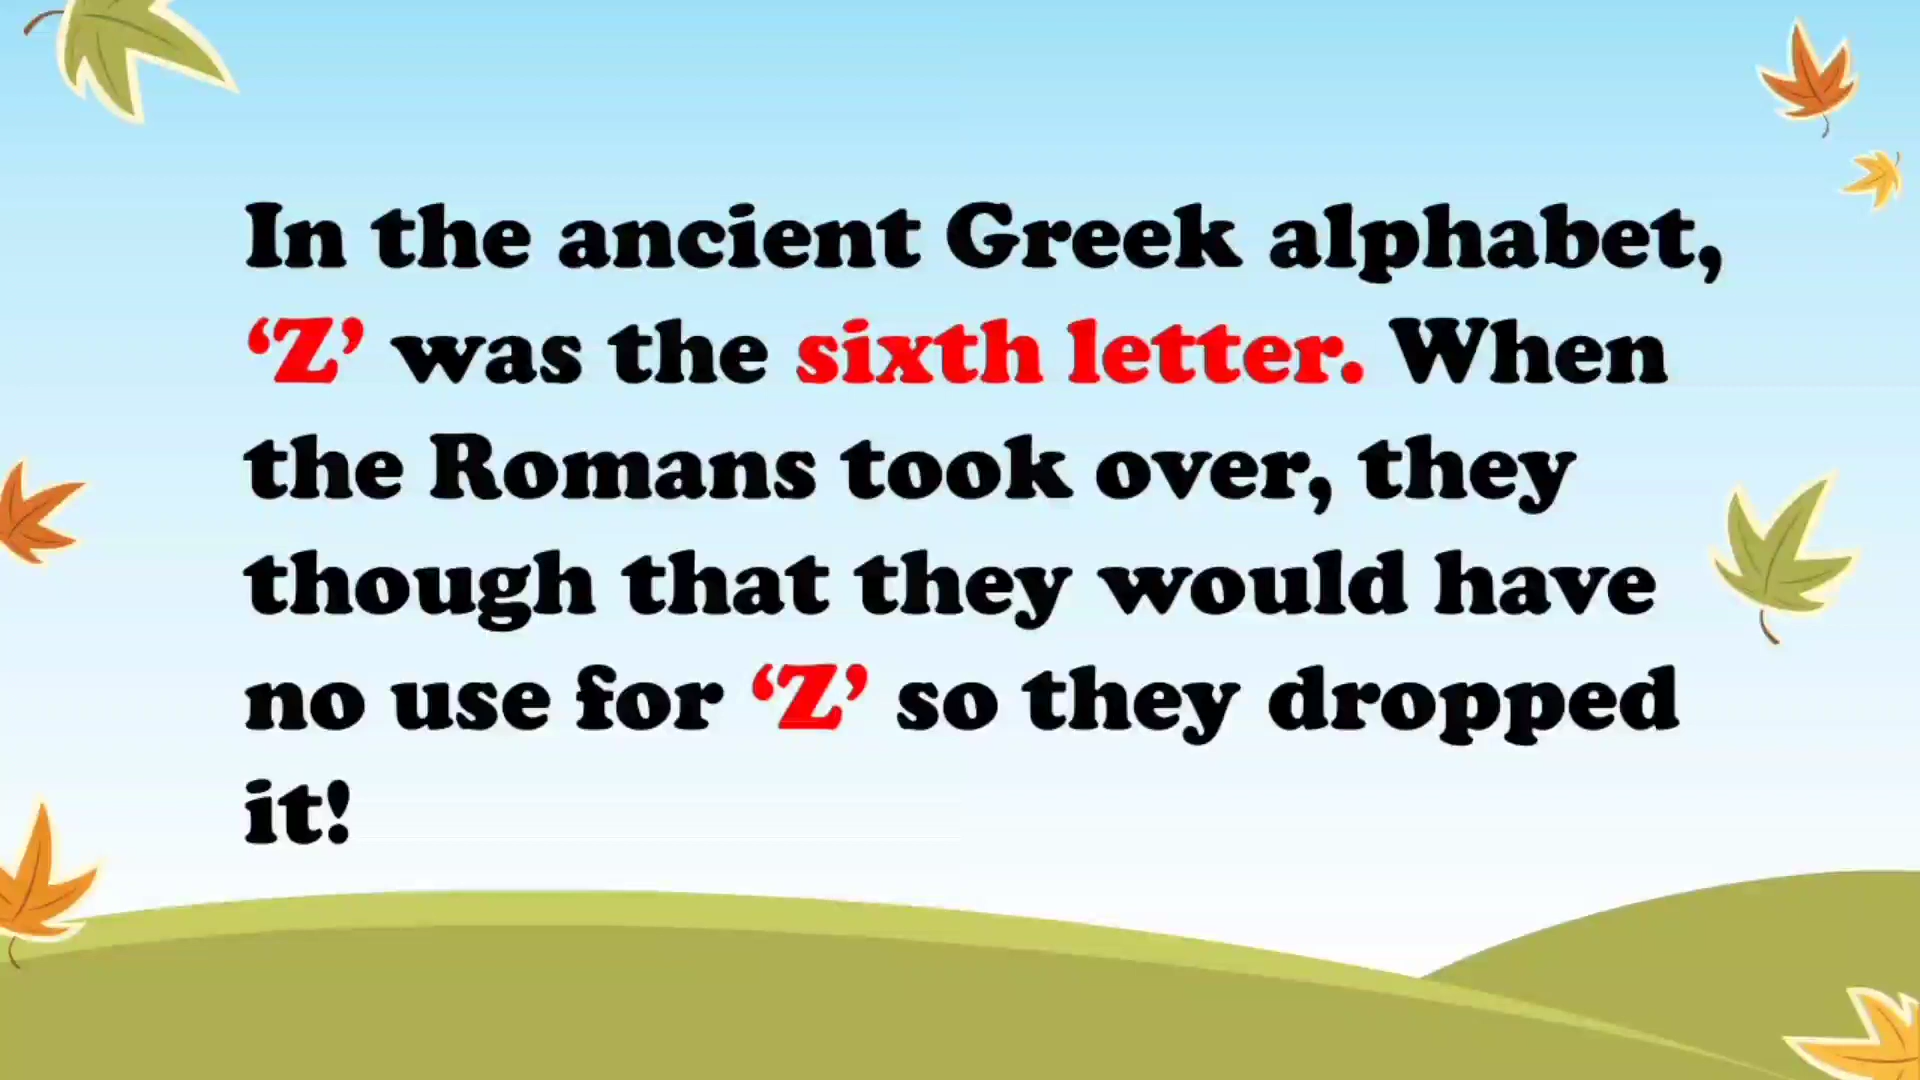 In the ancient Greek alphabet,
‘Z’ was the sixth letter. When
the Romans took over, they
though that they would have
no use for ‘Z’ so they dropped
it!